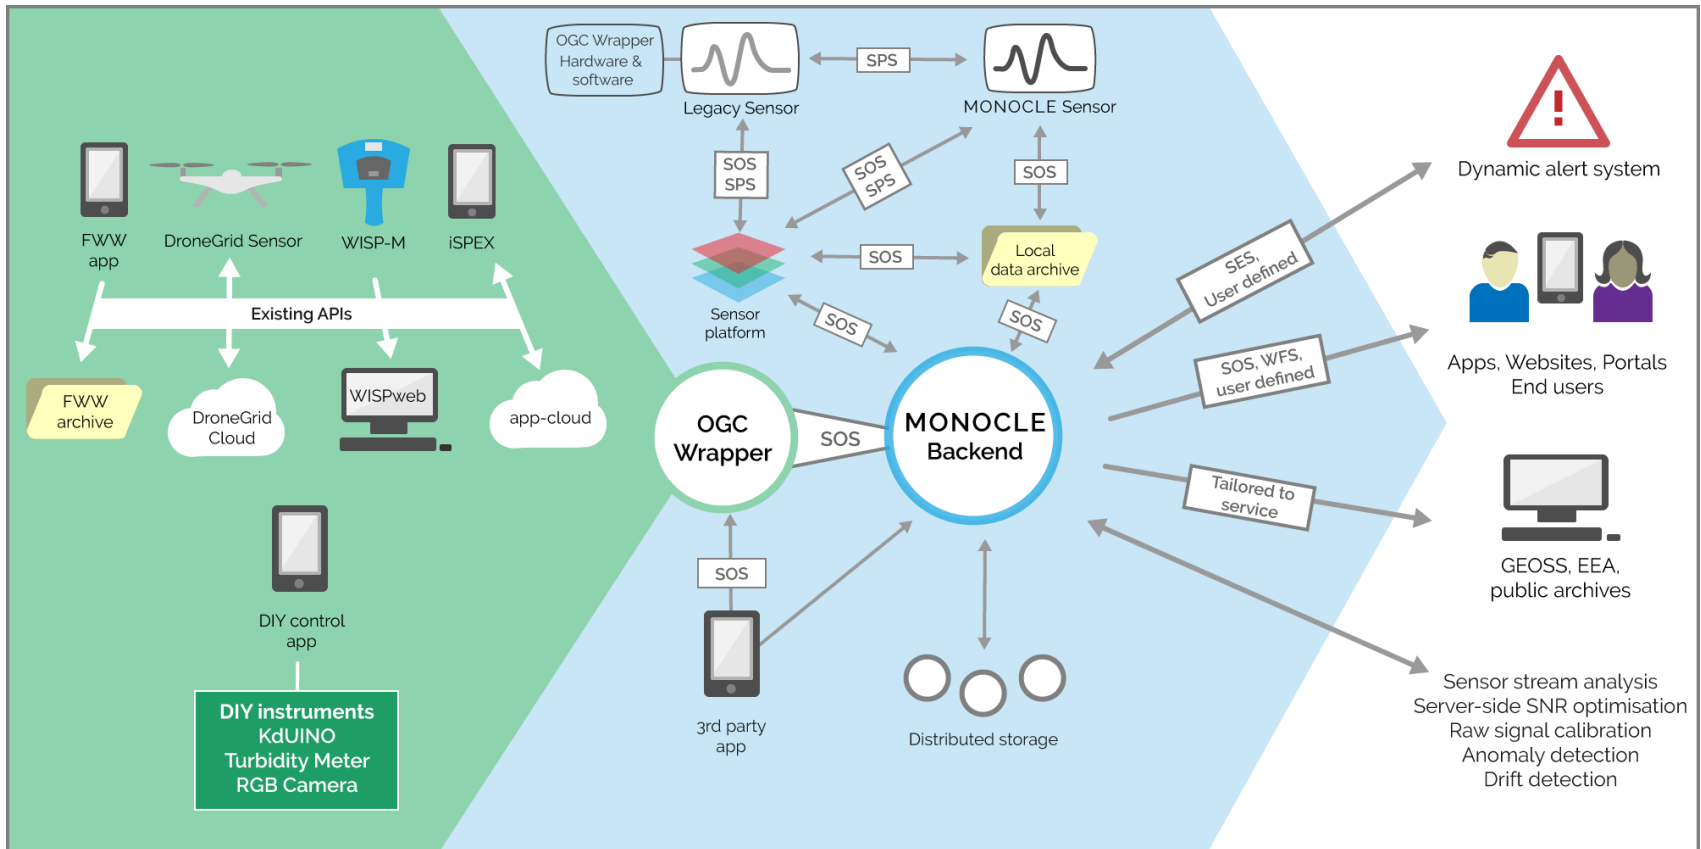 FWW
app
DroneGrid Sensor
WISP-M
iSPEX
Existing APIs
FWW
archive
DroneGrid
Cloud
WISPweb
app-cloud
DIY control
app
DIY instruments
KdUINO
Turbidity Meter
RGB Camera
OGC Wrapper
Hardware &
software
Legacy Sensor
SPS
MONOCLE Sensor
SOS
SPS
SOS
SPS
SOS
Sensor
platform
SOS
Local
data archive
SOS
SOS
OGC
Wrapper
SOS
MONOCLE
Backend
SOS
3rd party
app
Distributed storage
SES,
User defined
SOS, WFS,
user defined
Tailored to
service
Dynamic alert system
Apps, Websites, Portals
End users
GEOSS, EEA,
public archives
Sensor stream analysis
Server-side SNR optimisation
Raw signal calibration
Anomaly detection
Drift detection